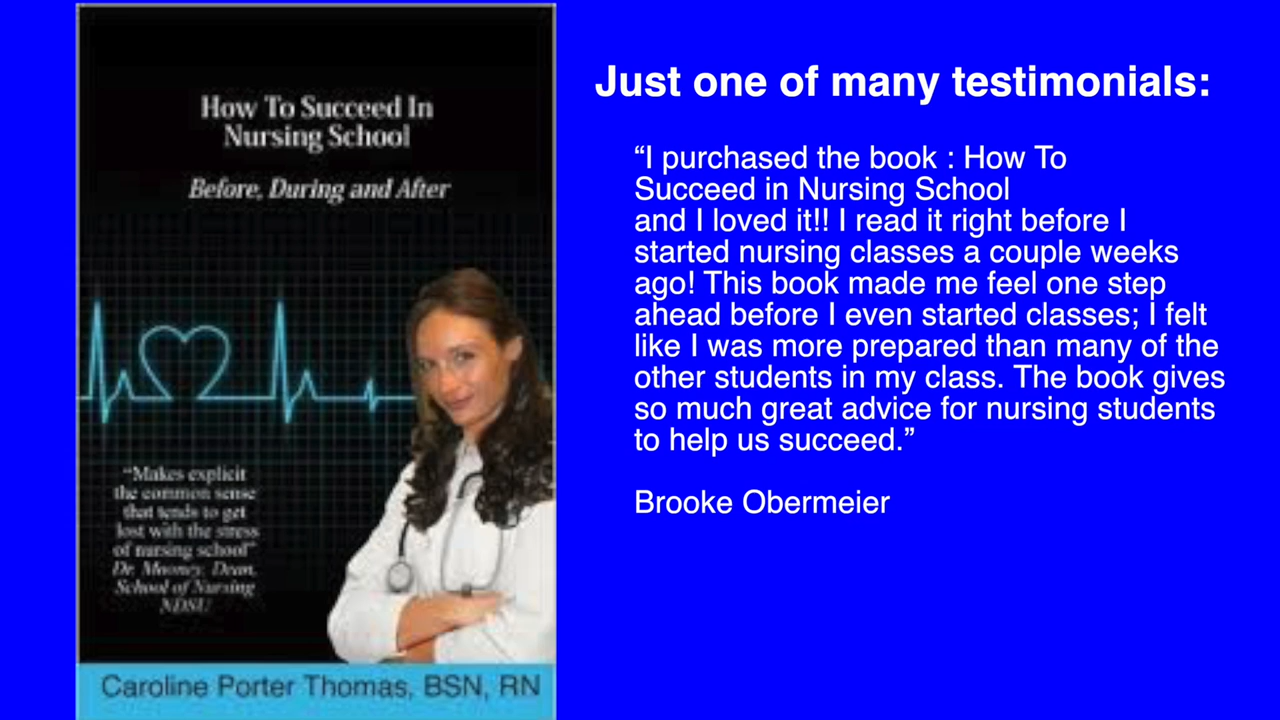 How To Succeed In
Nursing School
Before, During and After
"Makes explicit
the common sense
that tends to get
lost with the stress
of nursing school"
Dr. Mooney, Dean,
School of Nursing
NDSU
Caroline Porter Thomas, BSN, RN
Just one of many testimonials:
“I purchased the book : How To
Succeed in Nursing School
and I loved it!! I read it right before I
started nursing classes a couple weeks
ago! This book made me feel one step
ahead before I even started classes; I felt
like I was more prepared than many of the
other students in my class. The book gives
so much great advice for nursing students
to help us succeed.”
Brooke Obermeier